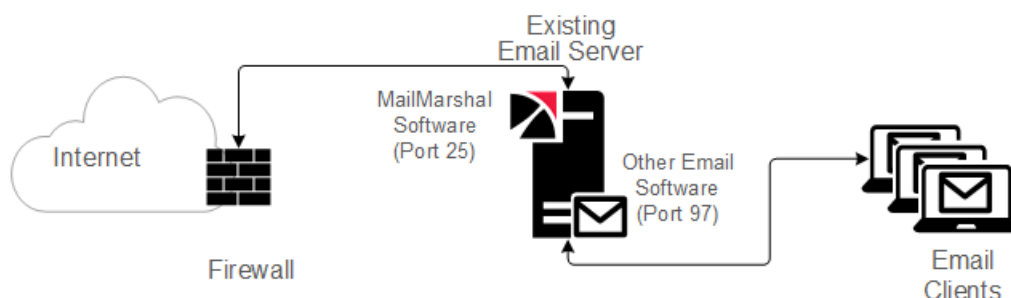 Existing
Email Server
MailMarshal
Software
(Port 25)
Internet
Other Email
Software
(Port 97)
Firewall
Email
Clients